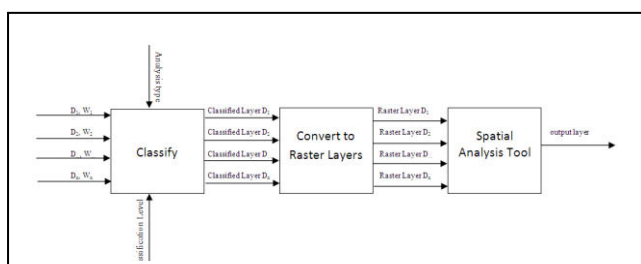 Analysis type
D₁, W₁
D₂, W₂
D , W
Dₙ, Wₙ
Classify
Classified Layer D₁
Classified Layer D₂
Classified Layer D
Classified Layer Dₙ
Convert to
Raster Layers
Raster Layer D₁
Raster Layer D₂
Raster Layer D
Raster Layer Dₙ
Spatial
Analysis Tool
output layer
ssification Level